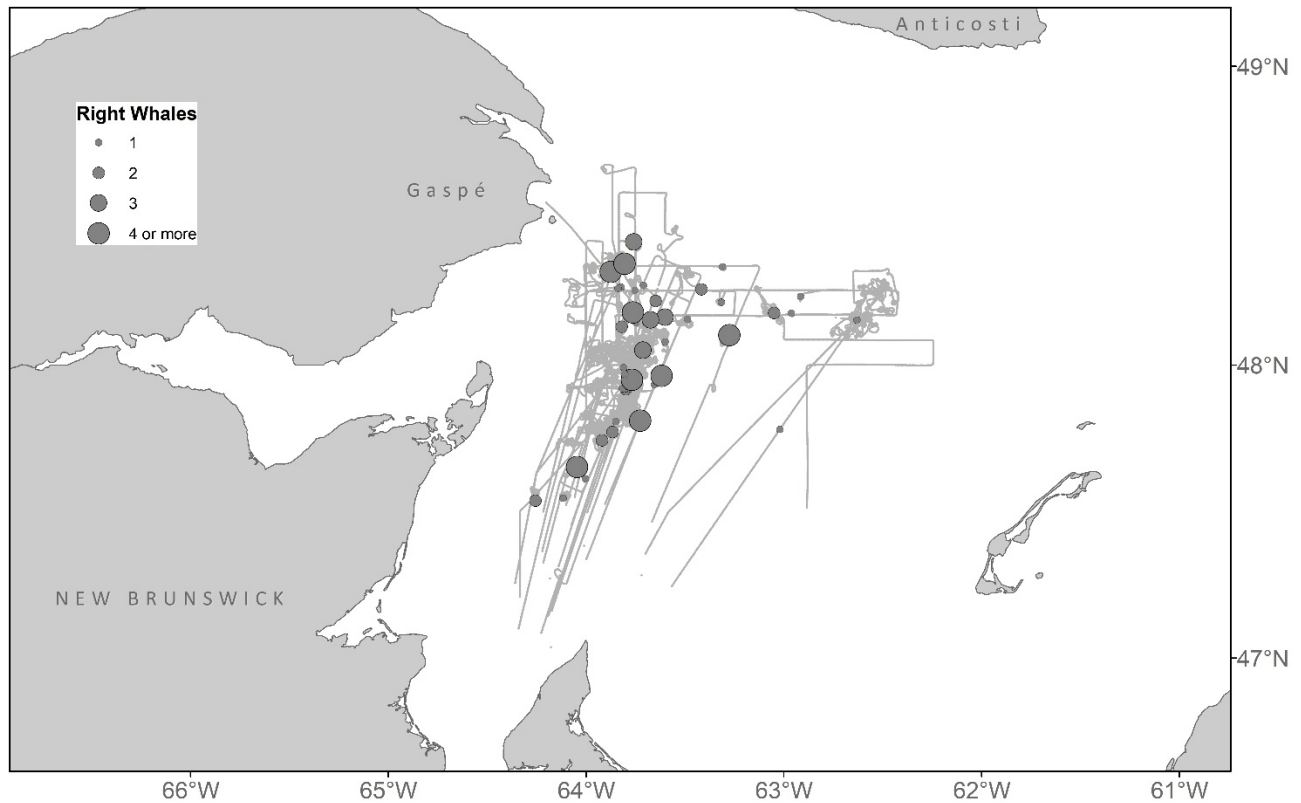 Anticosti
49°N
Right Whales
1
2
3
4 or more
Gaspé
48°N
NEW BRUNSWICK
47°N
66°W
65°W
64°W
63°W
62°W
61°W